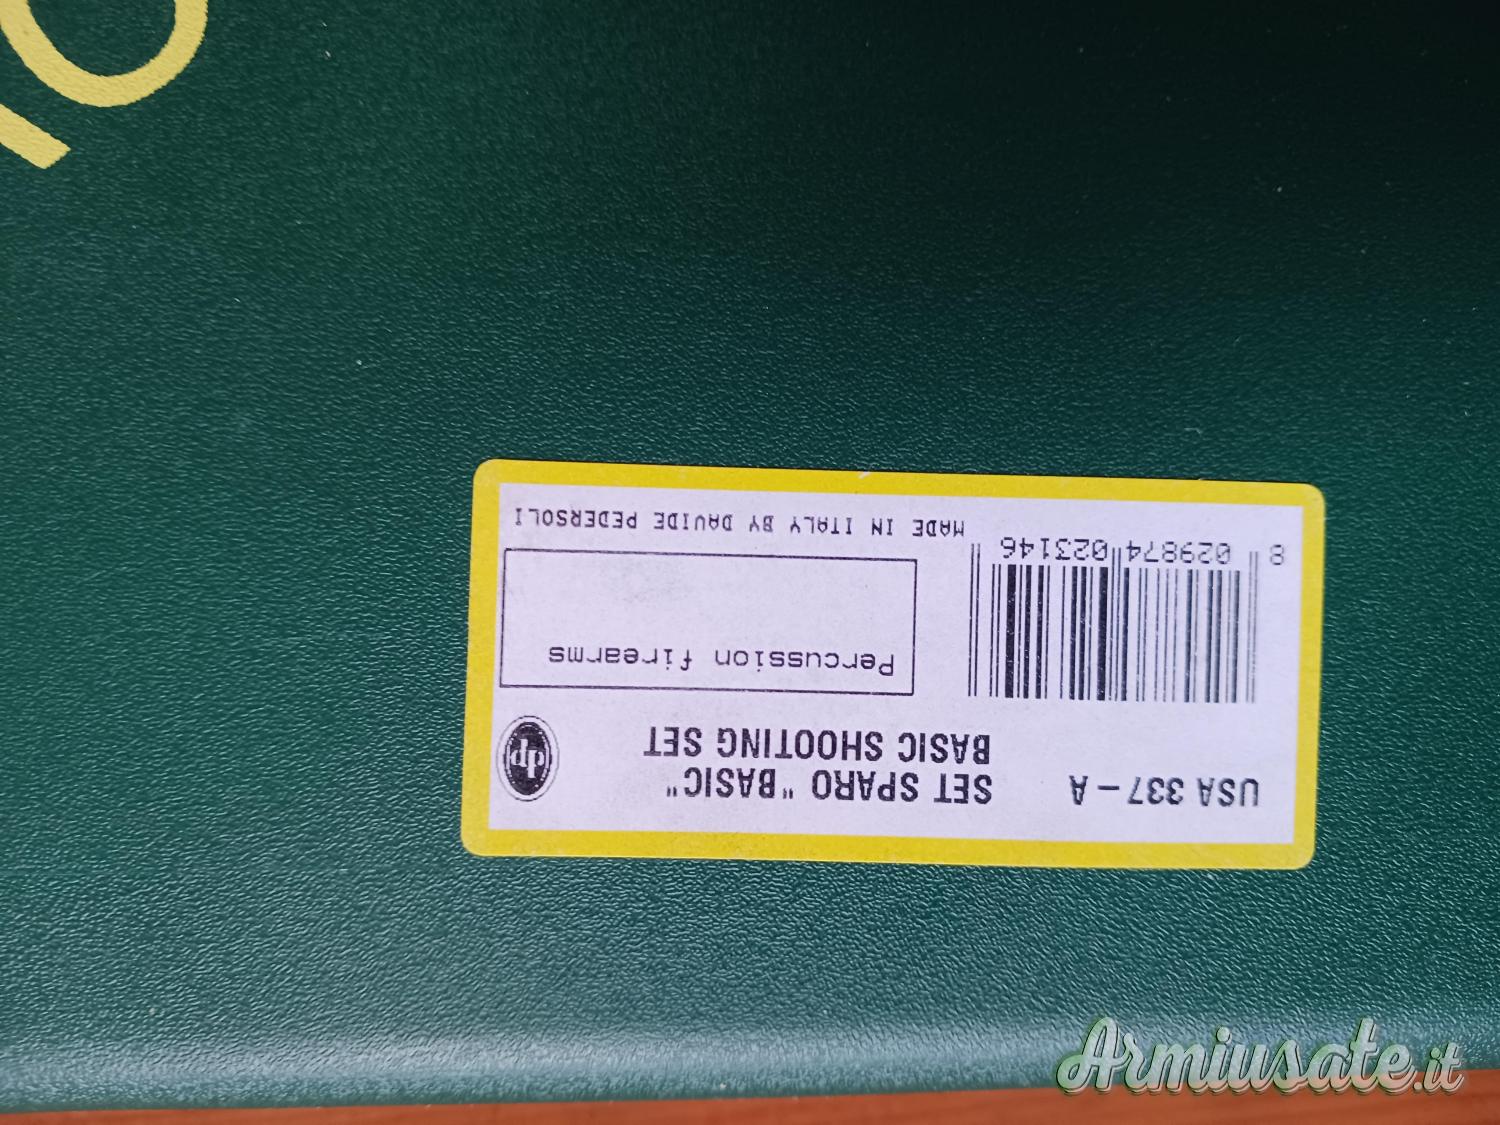 USA 337-A
SET SPARO "BASIC"
BASIC SHOOTING SET
dp
Percussion firearms
8 029874 023146
MADE IN ITALY BY DAVIDE PEDERSOLI
Armiusate.it